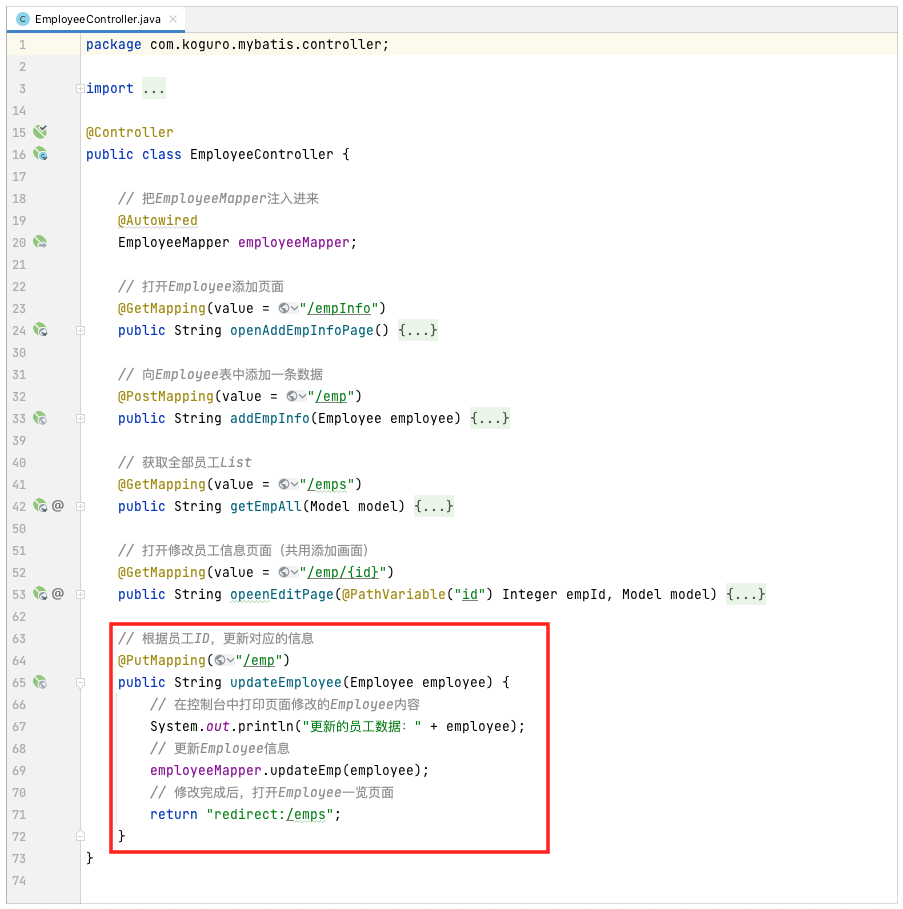 EmployeeController.java
1 package com.koguro.mybatis.controller;
2
3 import ...
14
15 @Controller
16 public class EmployeeController {
17
18 // 把EmployeeMapper注入进来
19 @Autowired
20 EmployeeMapper employeeMapper;
21
22 // 打开Employee添加页面
23 @GetMapping(value = "/empInfo")
24 public String openAddEmpInfoPage() {...}
30
31 // 向Employee表中添加一条数据
32 @PostMapping(value = "/emp")
33 public String addEmpInfo(Employee employee) {...}
39
40 // 获取全部员工List
41 @GetMapping(value = "/emps")
42 @ public String getEmpAll(Model model) {...}
50
51 // 打开修改员工信息页面（共用添加画面）
52 @GetMapping(value = "/emp/{id}")
53 @ public String opeenEditPage(@PathVariable("id") Integer empId, Model model) {...}
62
63 // 根据员工ID，更新对应的信息
64 @PutMapping("/emp")
65 public String updateEmployee(Employee employee) {
66 // 在控制台中打印页面修改的Employee内容
67 System.out.println("更新的员工数据：" + employee);
68 // 更新Employee信息
69 employeeMapper.updateEmp(employee);
70 // 修改完成后，打开Employee一览页面
71 return "redirect:/emps";
72 }
73 }
74